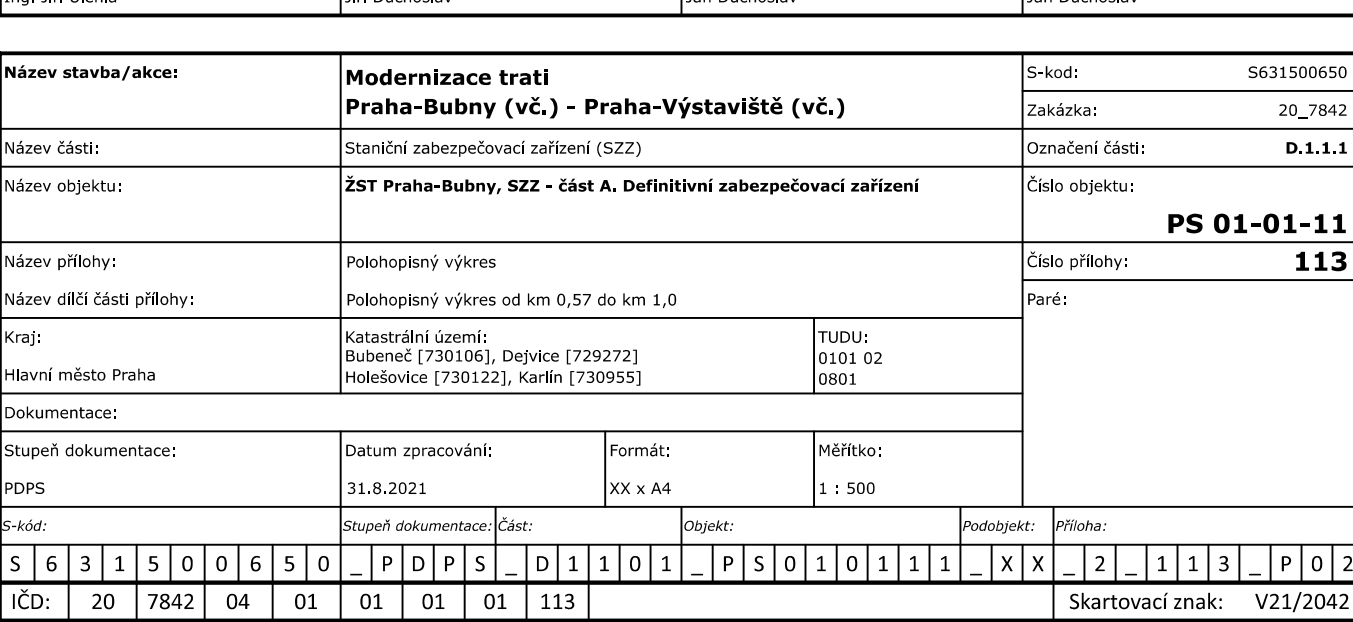 Název stavba/akce:
Modernizace trati
Praha-Bubny (vč.) - Praha-Výstaviště (vč.)
S-kod: S631500650
Zakázka: 20_7842
Název části: Staniční zabezpečovací zařízení (SZZ)
Označení části: D.1.1.1
Název objektu: ŽST Praha-Bubny, SZZ - část A. Definitivní zabezpečovací zařízení
Číslo objektu:
PS 01-01-11
Název přílohy: Polohopisný výkres
Číslo přílohy: 113
Název dílčí části přílohy: Polohopisný výkres od km 0,57 do km 1,0
Paré:
Kraj:
Hlavní město Praha
Katastrální území:
Bubeneč [730106], Dejvice [729272]
Holešovice [730122], Karlín [730955]
TUDU:
0101 02
0801
Dokumentace:
Stupeň dokumentace: Datum zpracování: Formát: Měřítko:
PDPS 31.8.2021 XX x A4 1 : 500
S-kód: Stupeň dokumentace: Část: Objekt: Podobjekt: Příloha:
S 6 3 1 5 0 0 6 5 0 _ P D P S _ D 1 1 0 1 _ P S 0 1 0 1 1 1 _ X X _ 2 _ 1 1 3 _ P 0 2
IČD: 20 7842 04 01 01 01 01 113 Skartovací znak: V21/2042